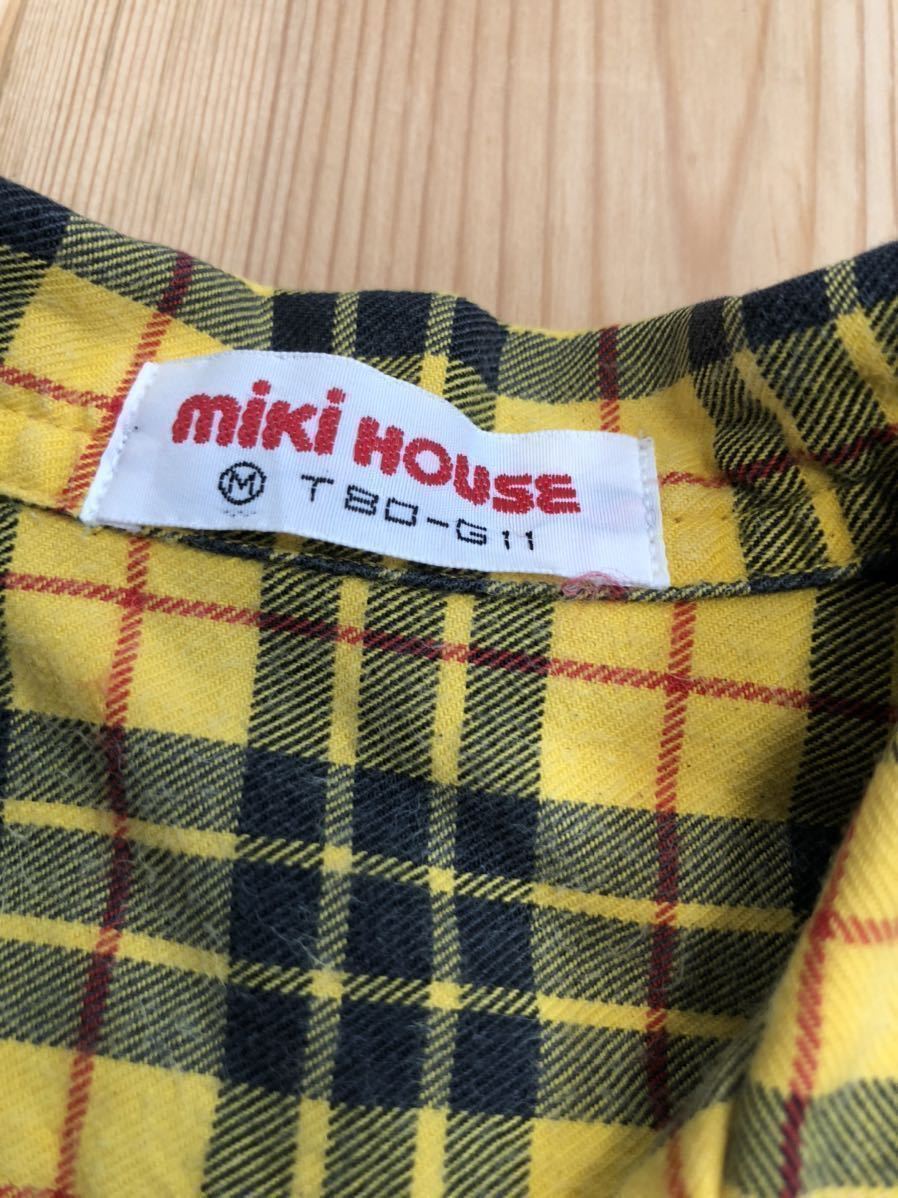 miki HOUSE
Ⓜ T80-G11